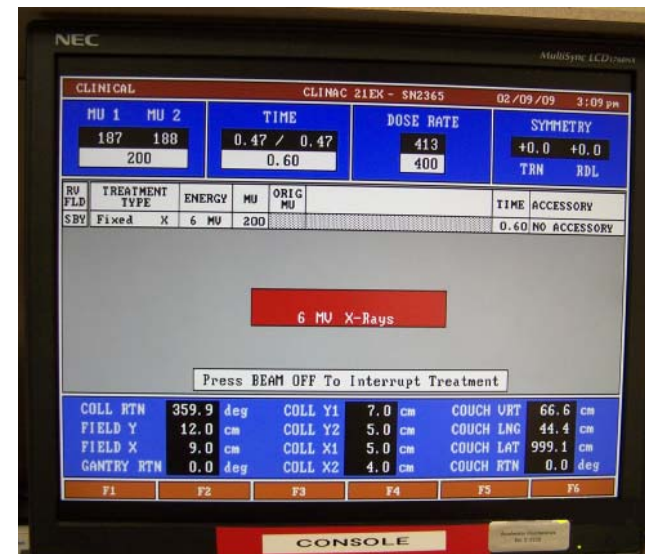 NEC
MultiSync LCD
CLINICAL CLINAC 21EX - SN2365 02/09/09 3:09 pm
MU 1 MU 2 TIME DOSE RATE SYMMETRY
187 188 0.47 / 0.47 413 +0.0 +0.0
200 0.60 400 TRN RDL
RV FLD TREATMENT TYPE ENERGY MU ORIG MU TIME ACCESSORY
SBY Fixed X 6 MV 200 0.60 NO ACCESSORY
6 MV X-Rays
Press BEAM OFF To Interrupt Treatment
COLL RTN 359.9 deg COLL Y1 7.0 cm COUCH VRT 66.6 cm
FIELD Y 12.0 cm COLL Y2 5.0 cm COUCH LNG 44.4 cm
FIELD X 9.0 cm COLL X1 5.0 cm COUCH LAT 999.1 cm
GANTRY RTN 0.0 deg COLL X2 4.0 cm COUCH RTN 0.0 deg
F1 F2 F3 F4 F5 F6
CONSOLE